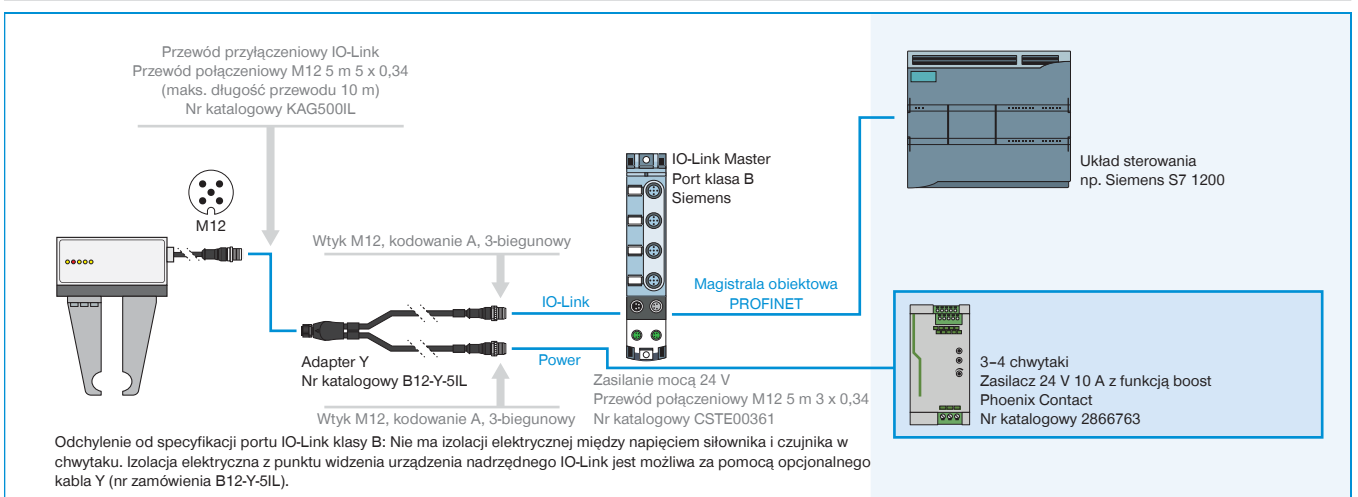 Przewód przyłączeniowy IO-Link
Przewód połączeniowy M12 5 m 5 x 0,34
(maks. długość przewodu 10 m)
Nr katalogowy KAG500IL
M12
IO-Link Master
Port klasa B
Siemens
Układ sterowania
np. Siemens S7 1200
Wtyk M12, kodowanie A, 3-biegunowy
IO-Link
Magistrala obiektowa
PROFINET
Adapter Y
Nr katalogowy B12-Y-5IL
Power
Zasilanie mocą 24 V
Przewód połączeniowy M12 5 m 3 x 0,34
Nr katalogowy CSTE00361
Wtyk M12, kodowanie A, 3-biegunowy
3–4 chwytaki
Zasilacz 24 V 10 A z funkcją boost
Phoenix Contact
Nr katalogowy 2866763
Odchylenie od specyfikacji portu IO-Link klasy B: Nie ma izolacji elektrycznej między napięciem siłownika i czujnika w
chwytaku. Izolacja elektryczna z punktu widzenia urządzenia nadrzędnego IO-Link jest możliwa za pomocą opcjonalnego
kabla Y (nr zamówienia B12-Y-5IL).